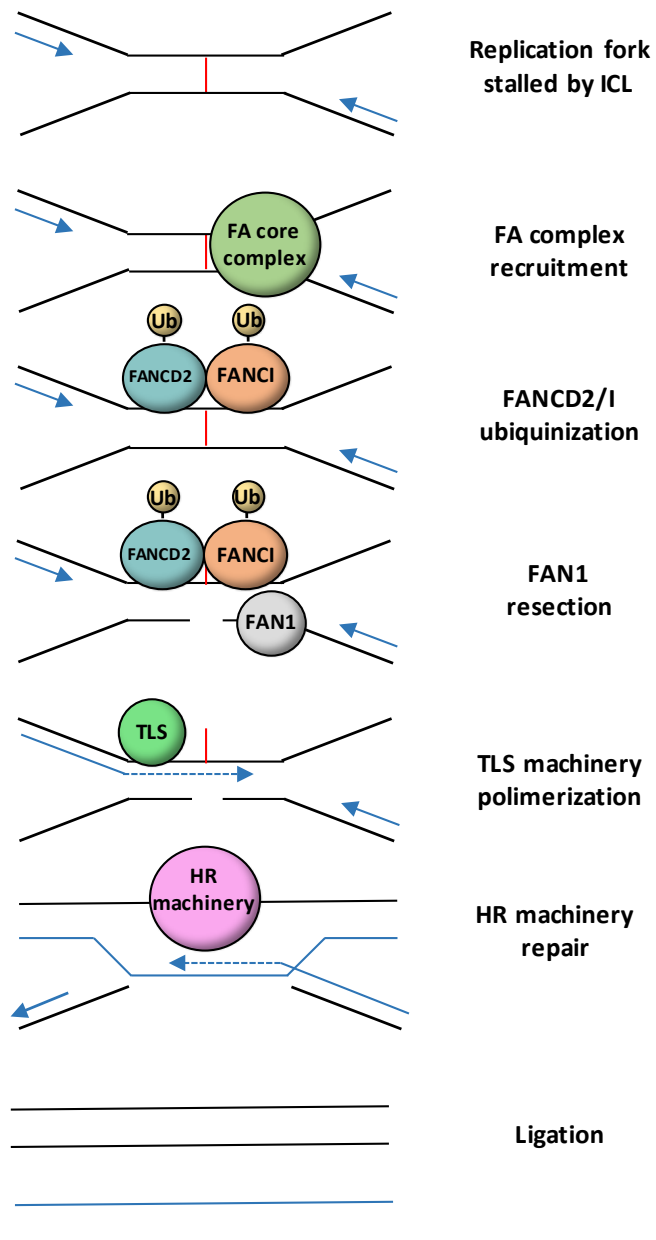 Replication fork
stalled by ICL
FA core
complex
FA complex
recruitment
Ub
Ub
FANCD2
FANCI
FANCD2/I
ubiquinization
Ub
Ub
FANCD2
FANCI
FAN1
FAN1
resection
TLS
TLS machinery
polimerization
HR
machinery
HR machinery
repair
Ligation